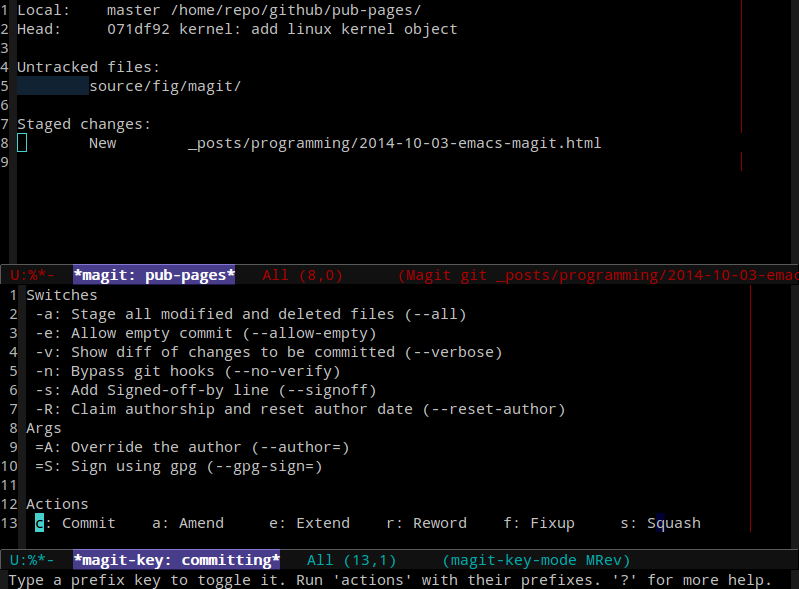 1 Local:    master /home/repo/github/pub-pages/
2 Head:     071df92 kernel: add linux kernel object
3
4 Untracked files:
5         source/fig/magit/
6
7 Staged changes:
8         New        _posts/programming/2014-10-03-emacs-magit.html
9
U:%*-  *magit: pub-pages*   All (8,0)      (Magit git _posts/programming/2014-10-03-emac
1 Switches
2  -a: Stage all modified and deleted files (--all)
3  -e: Allow empty commit (--allow-empty)
4  -v: Show diff of changes to be committed (--verbose)
5  -n: Bypass git hooks (--no-verify)
6  -s: Add Signed-off-by line (--signoff)
7  -R: Claim authorship and reset author date (--reset-author)
8 Args
9  =A: Override the author (--author=)
10  =S: Sign using gpg (--gpg-sign=)
11
12 Actions
13  c: Commit    a: Amend     e: Extend    r: Reword    f: Fixup     s: Squash
U:%*-  *magit-key: committing*   All (13,1)     (magit-key-mode MRev)
Type a prefix key to toggle it. Run 'actions' with their prefixes. '?' for more help.